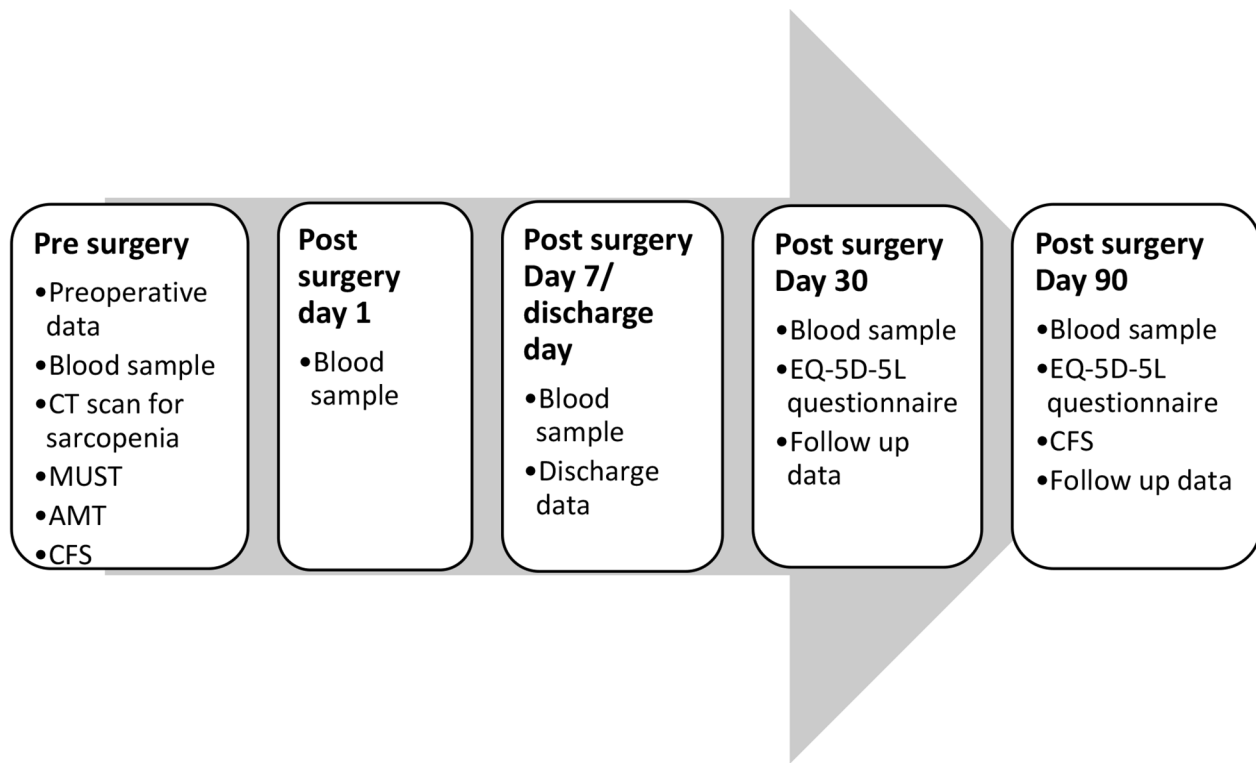 Pre surgery
•Preoperative
data
•Blood sample
•CT scan for
sarcopenia
•MUST
•AMT
•CFS
Post
surgery
day 1
•Blood
sample
Post surgery
Day 7/
discharge
day
•Blood
sample
•Discharge
data
Post surgery
Day 30
•Blood sample
•EQ-5D-5L
questionnaire
•Follow up
data
Post surgery
Day 90
•Blood sample
•EQ-5D-5L
questionnaire
•CFS
•Follow up data